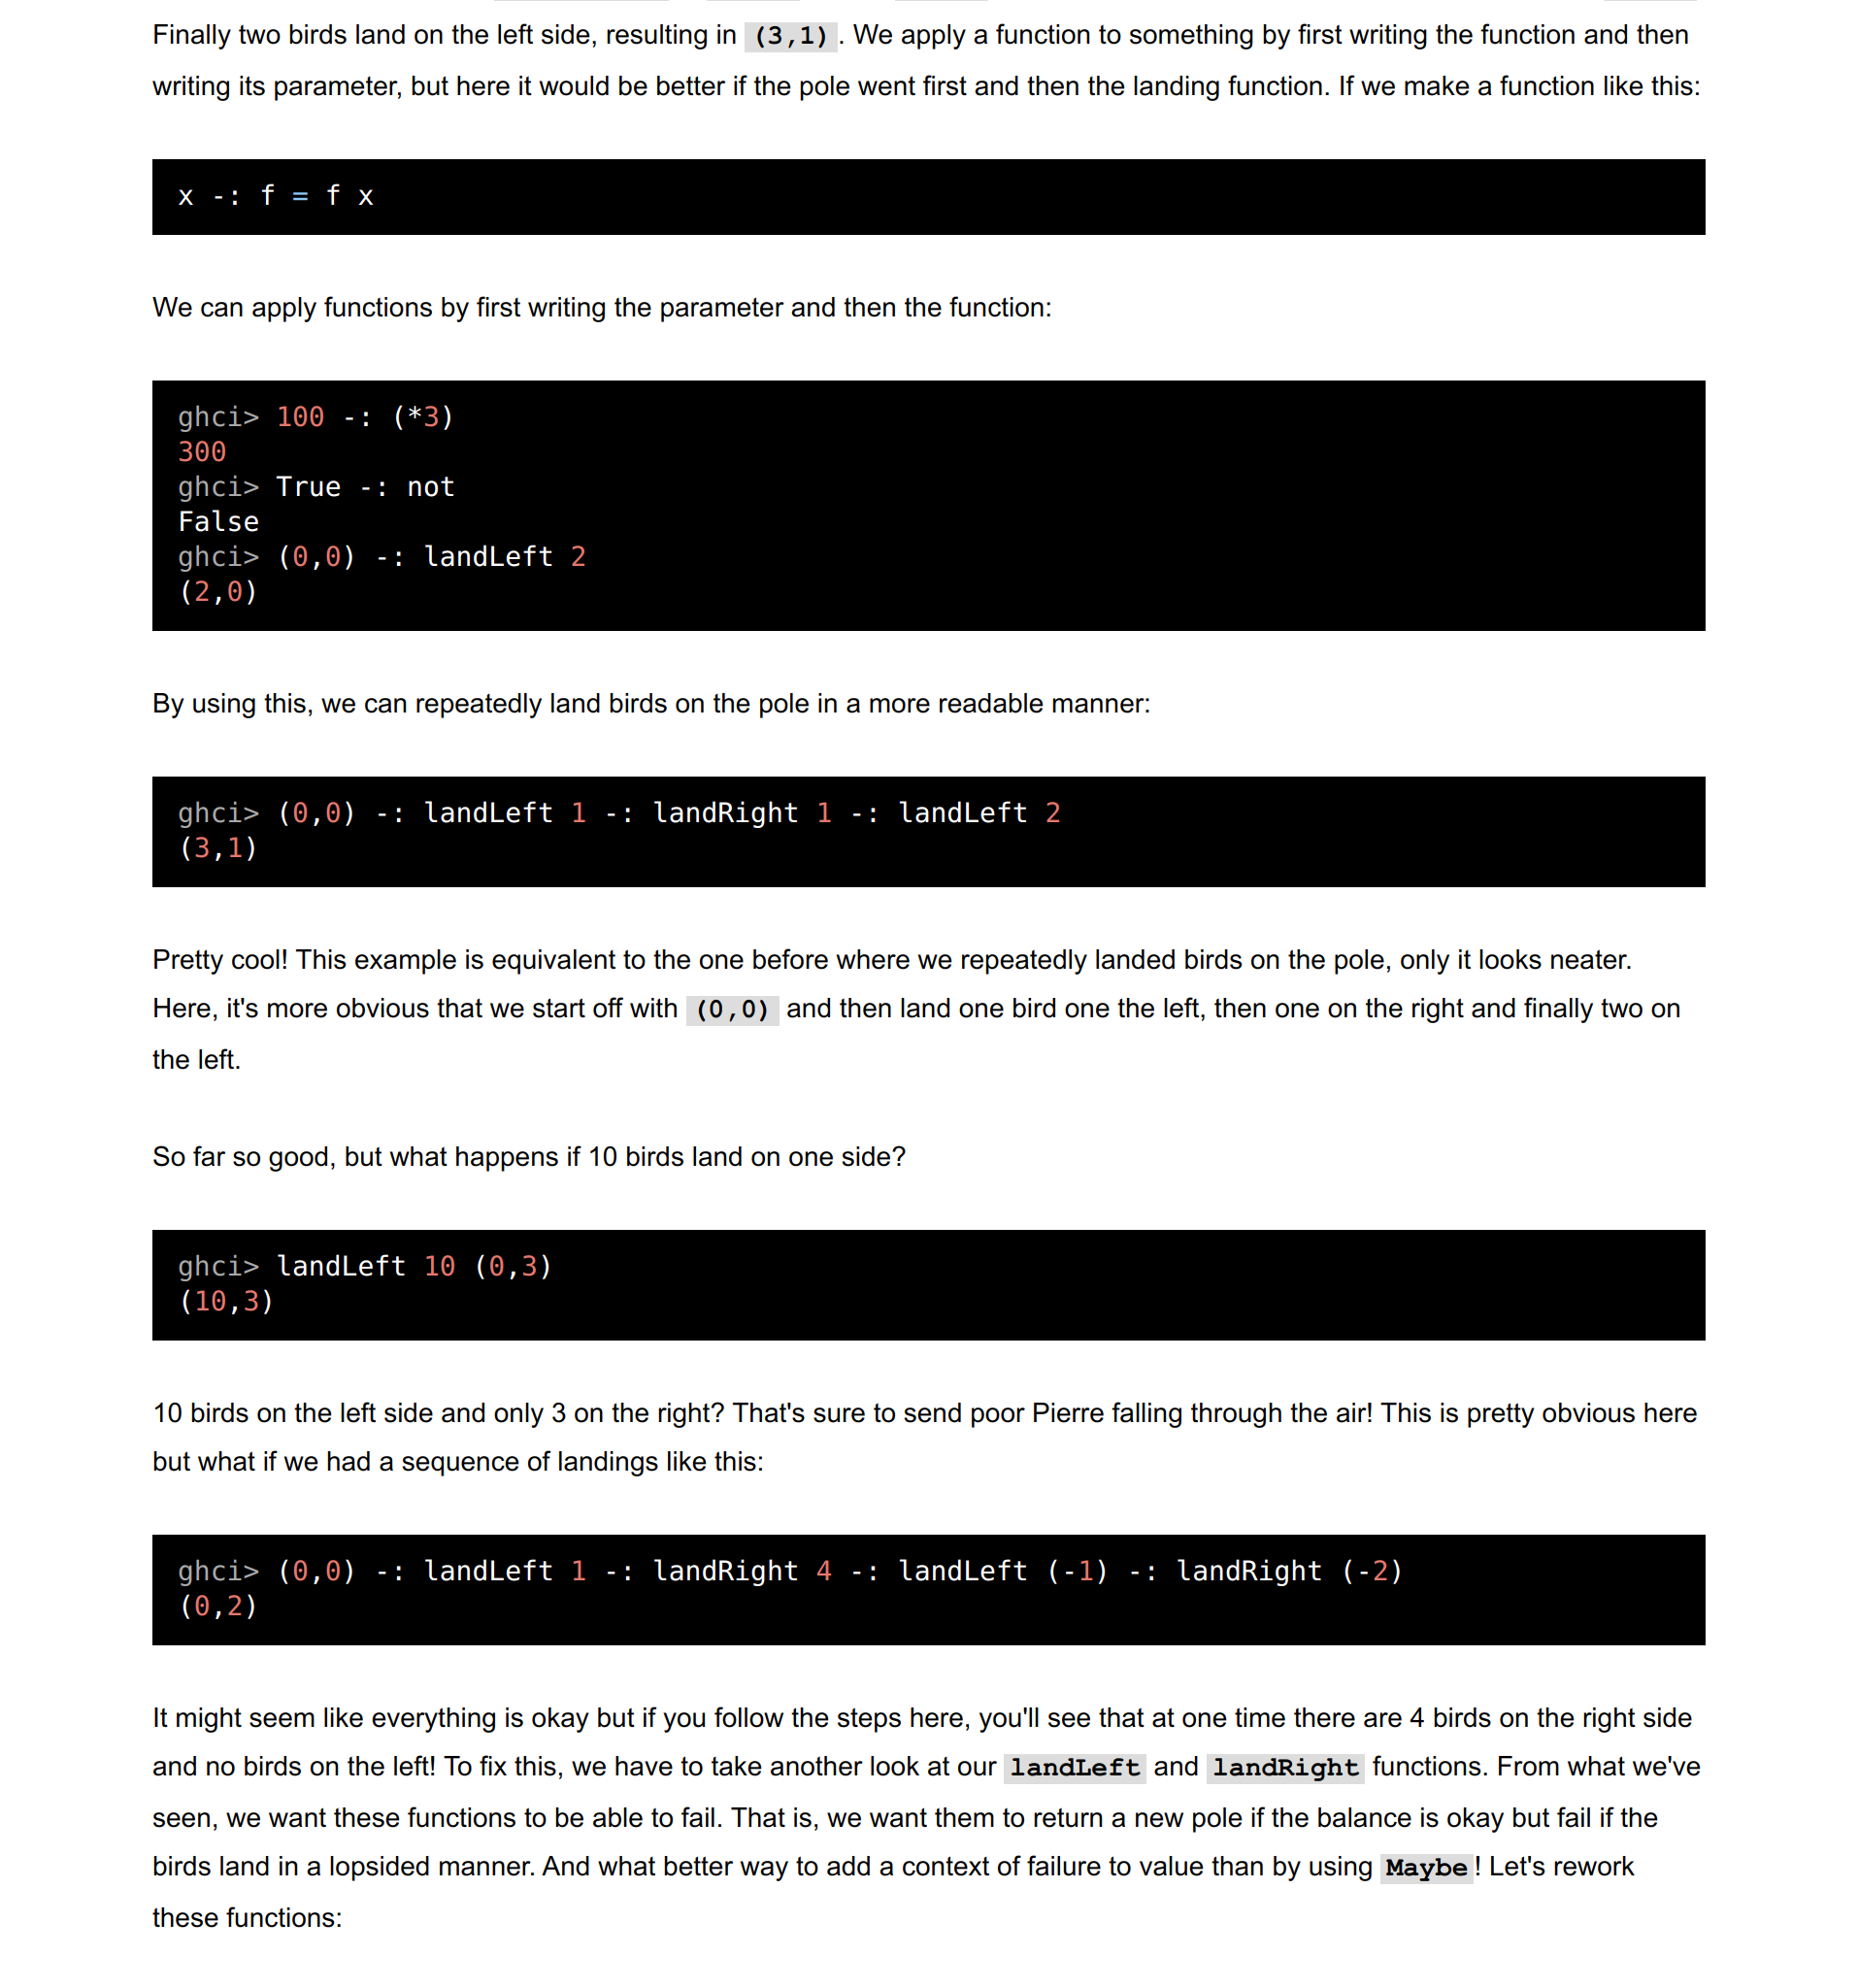 Finally two birds land on the left side, resulting in (3,1). We apply a function to something by first writing the function and then
writing its parameter, but here it would be better if the pole went first and then the landing function. If we make a function like this:
x -: f = f x
We can apply functions by first writing the parameter and then the function:
ghci> 100 -: (*3)
300
ghci> True -: not
False
ghci> (0,0) -: landLeft 2
(2,0)
By using this, we can repeatedly land birds on the pole in a more readable manner:
ghci> (0,0) -: landLeft 1 -: landRight 1 -: landLeft 2
(3,1)
Pretty cool! This example is equivalent to the one before where we repeatedly landed birds on the pole, only it looks neater.
Here, it's more obvious that we start off with (0,0) and then land one bird one the left, then one on the right and finally two on
the left.
So far so good, but what happens if 10 birds land on one side?
ghci> landLeft 10 (0,3)
(10,3)
10 birds on the left side and only 3 on the right? That's sure to send poor Pierre falling through the air! This is pretty obvious here
but what if we had a sequence of landings like this:
ghci> (0,0) -: landLeft 1 -: landRight 4 -: landLeft (-1) -: landRight (-2)
(0,2)
It might seem like everything is okay but if you follow the steps here, you'll see that at one time there are 4 birds on the right side
and no birds on the left! To fix this, we have to take another look at our landLeft and landRight functions. From what we've
seen, we want these functions to be able to fail. That is, we want them to return a new pole if the balance is okay but fail if the
birds land in a lopsided manner. And what better way to add a context of failure to value than by using Maybe! Let's rework
these functions: